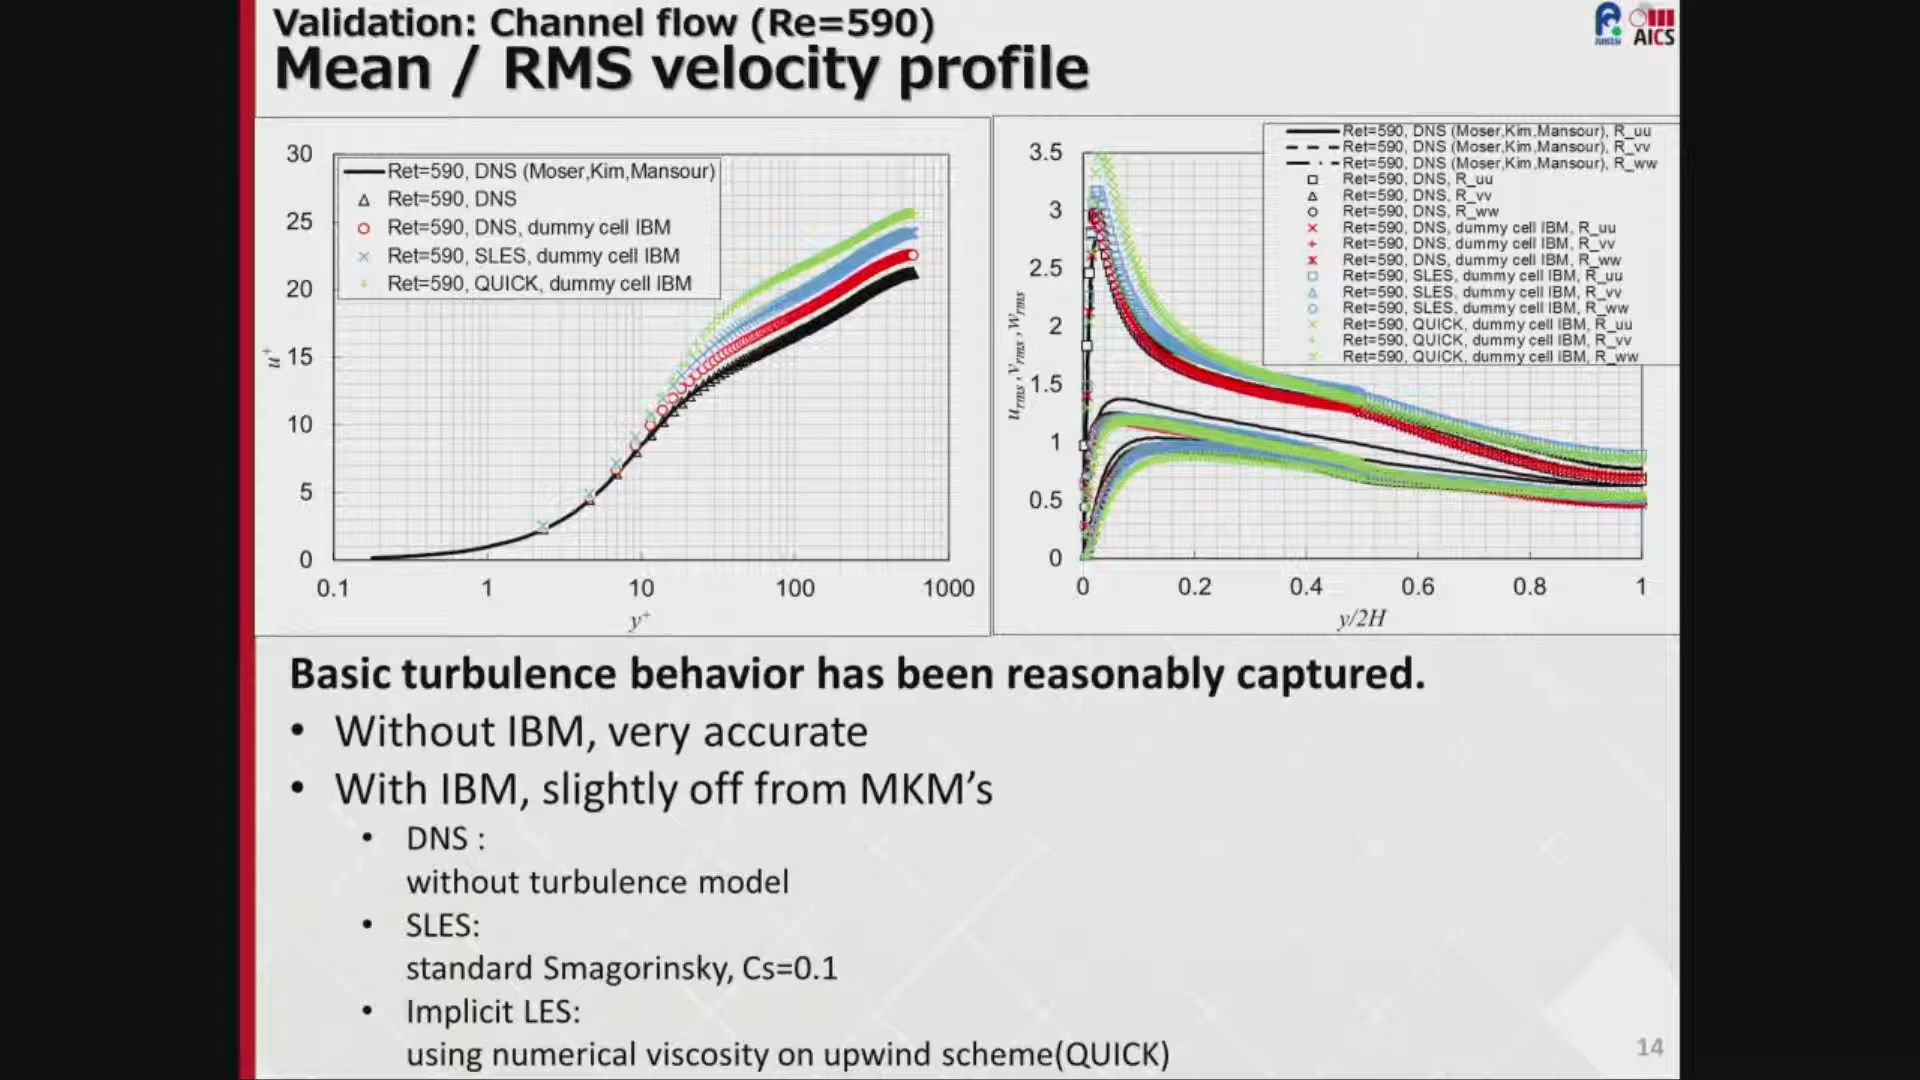 Validation: Channel flow (Re=590)
Mean / RMS velocity profile
AICS
30
25
20
15
10
5
0
u⁺
Ret=590, DNS (Moser,Kim,Mansour)
Ret=590, DNS
Ret=590, DNS, dummy cell IBM
Ret=590, SLES, dummy cell IBM
Ret=590, QUICK, dummy cell IBM
0.1 1 10 100 1000
y⁺
3.5
3
2.5
2
1.5
1
0.5
0
u_rms, v_rms, w_rms
Ret=590, DNS (Moser,Kim,Mansour), R_uu
Ret=590, DNS (Moser,Kim,Mansour), R_vv
Ret=590, DNS (Moser,Kim,Mansour), R_ww
Ret=590, DNS, R_uu
Ret=590, DNS, R_vv
Ret=590, DNS, R_ww
Ret=590, DNS, dummy cell IBM, R_uu
Ret=590, DNS, dummy cell IBM, R_vv
Ret=590, DNS, dummy cell IBM, R_ww
Ret=590, SLES, dummy cell IBM, R_uu
Ret=590, SLES, dummy cell IBM, R_vv
Ret=590, SLES, dummy cell IBM, R_ww
Ret=590, QUICK, dummy cell IBM, R_uu
Ret=590, QUICK, dummy cell IBM, R_vv
Ret=590, QUICK, dummy cell IBM, R_ww
0 0.2 0.4 0.6 0.8 1
y/2H
Basic turbulence behavior has been reasonably captured.
• Without IBM, very accurate
• With IBM, slightly off from MKM’s
• DNS :
without turbulence model
• SLES:
standard Smagorinsky, Cs=0.1
• Implicit LES:
using numerical viscosity on upwind scheme(QUICK)
14